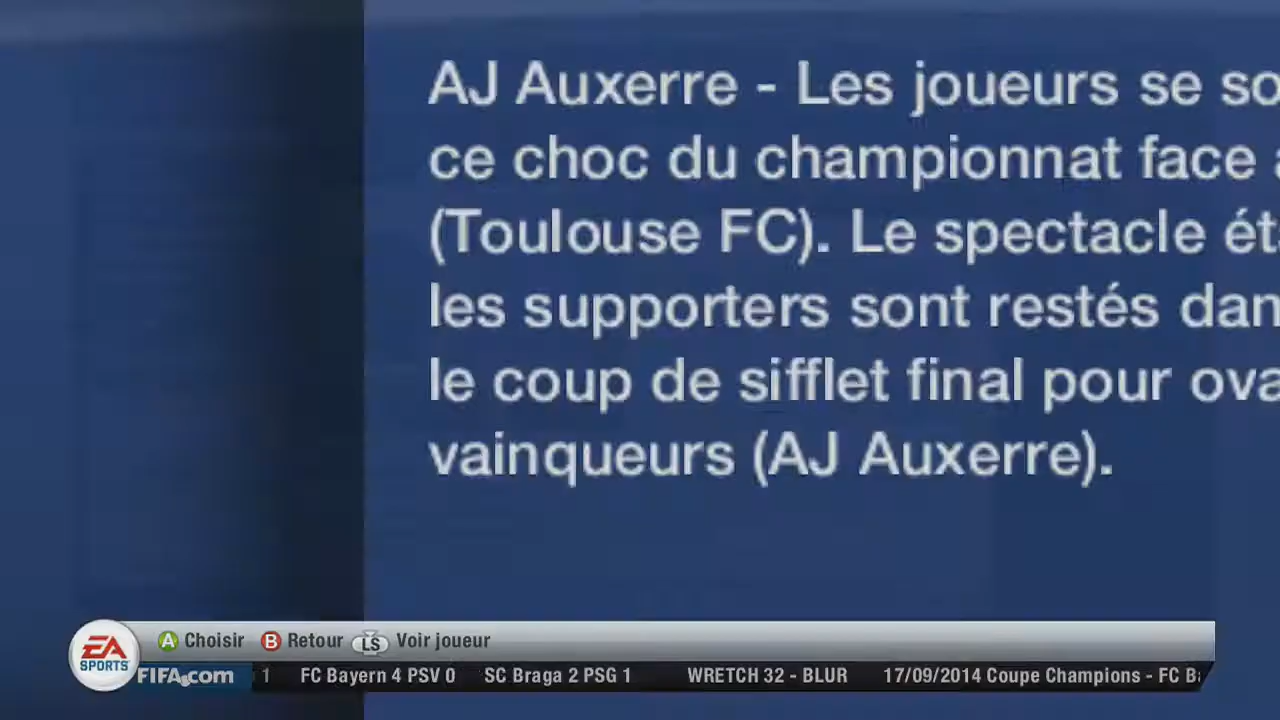 AJ Auxerre - Les joueurs se so
ce choc du championnat face
(Toulouse FC). Le spectacle ét
les supporters sont restés dan
le coup de sifflet final pour ova
vainqueurs (AJ Auxerre).
EA SPORTS
A Choisir B Retour LS Voir joueur
FIFA.com 1 FC Bayern 4 PSV 0 SC Braga 2 PSG 1 WRETCH 32 - BLUR 17/09/2014 Coupe Champions - FC B